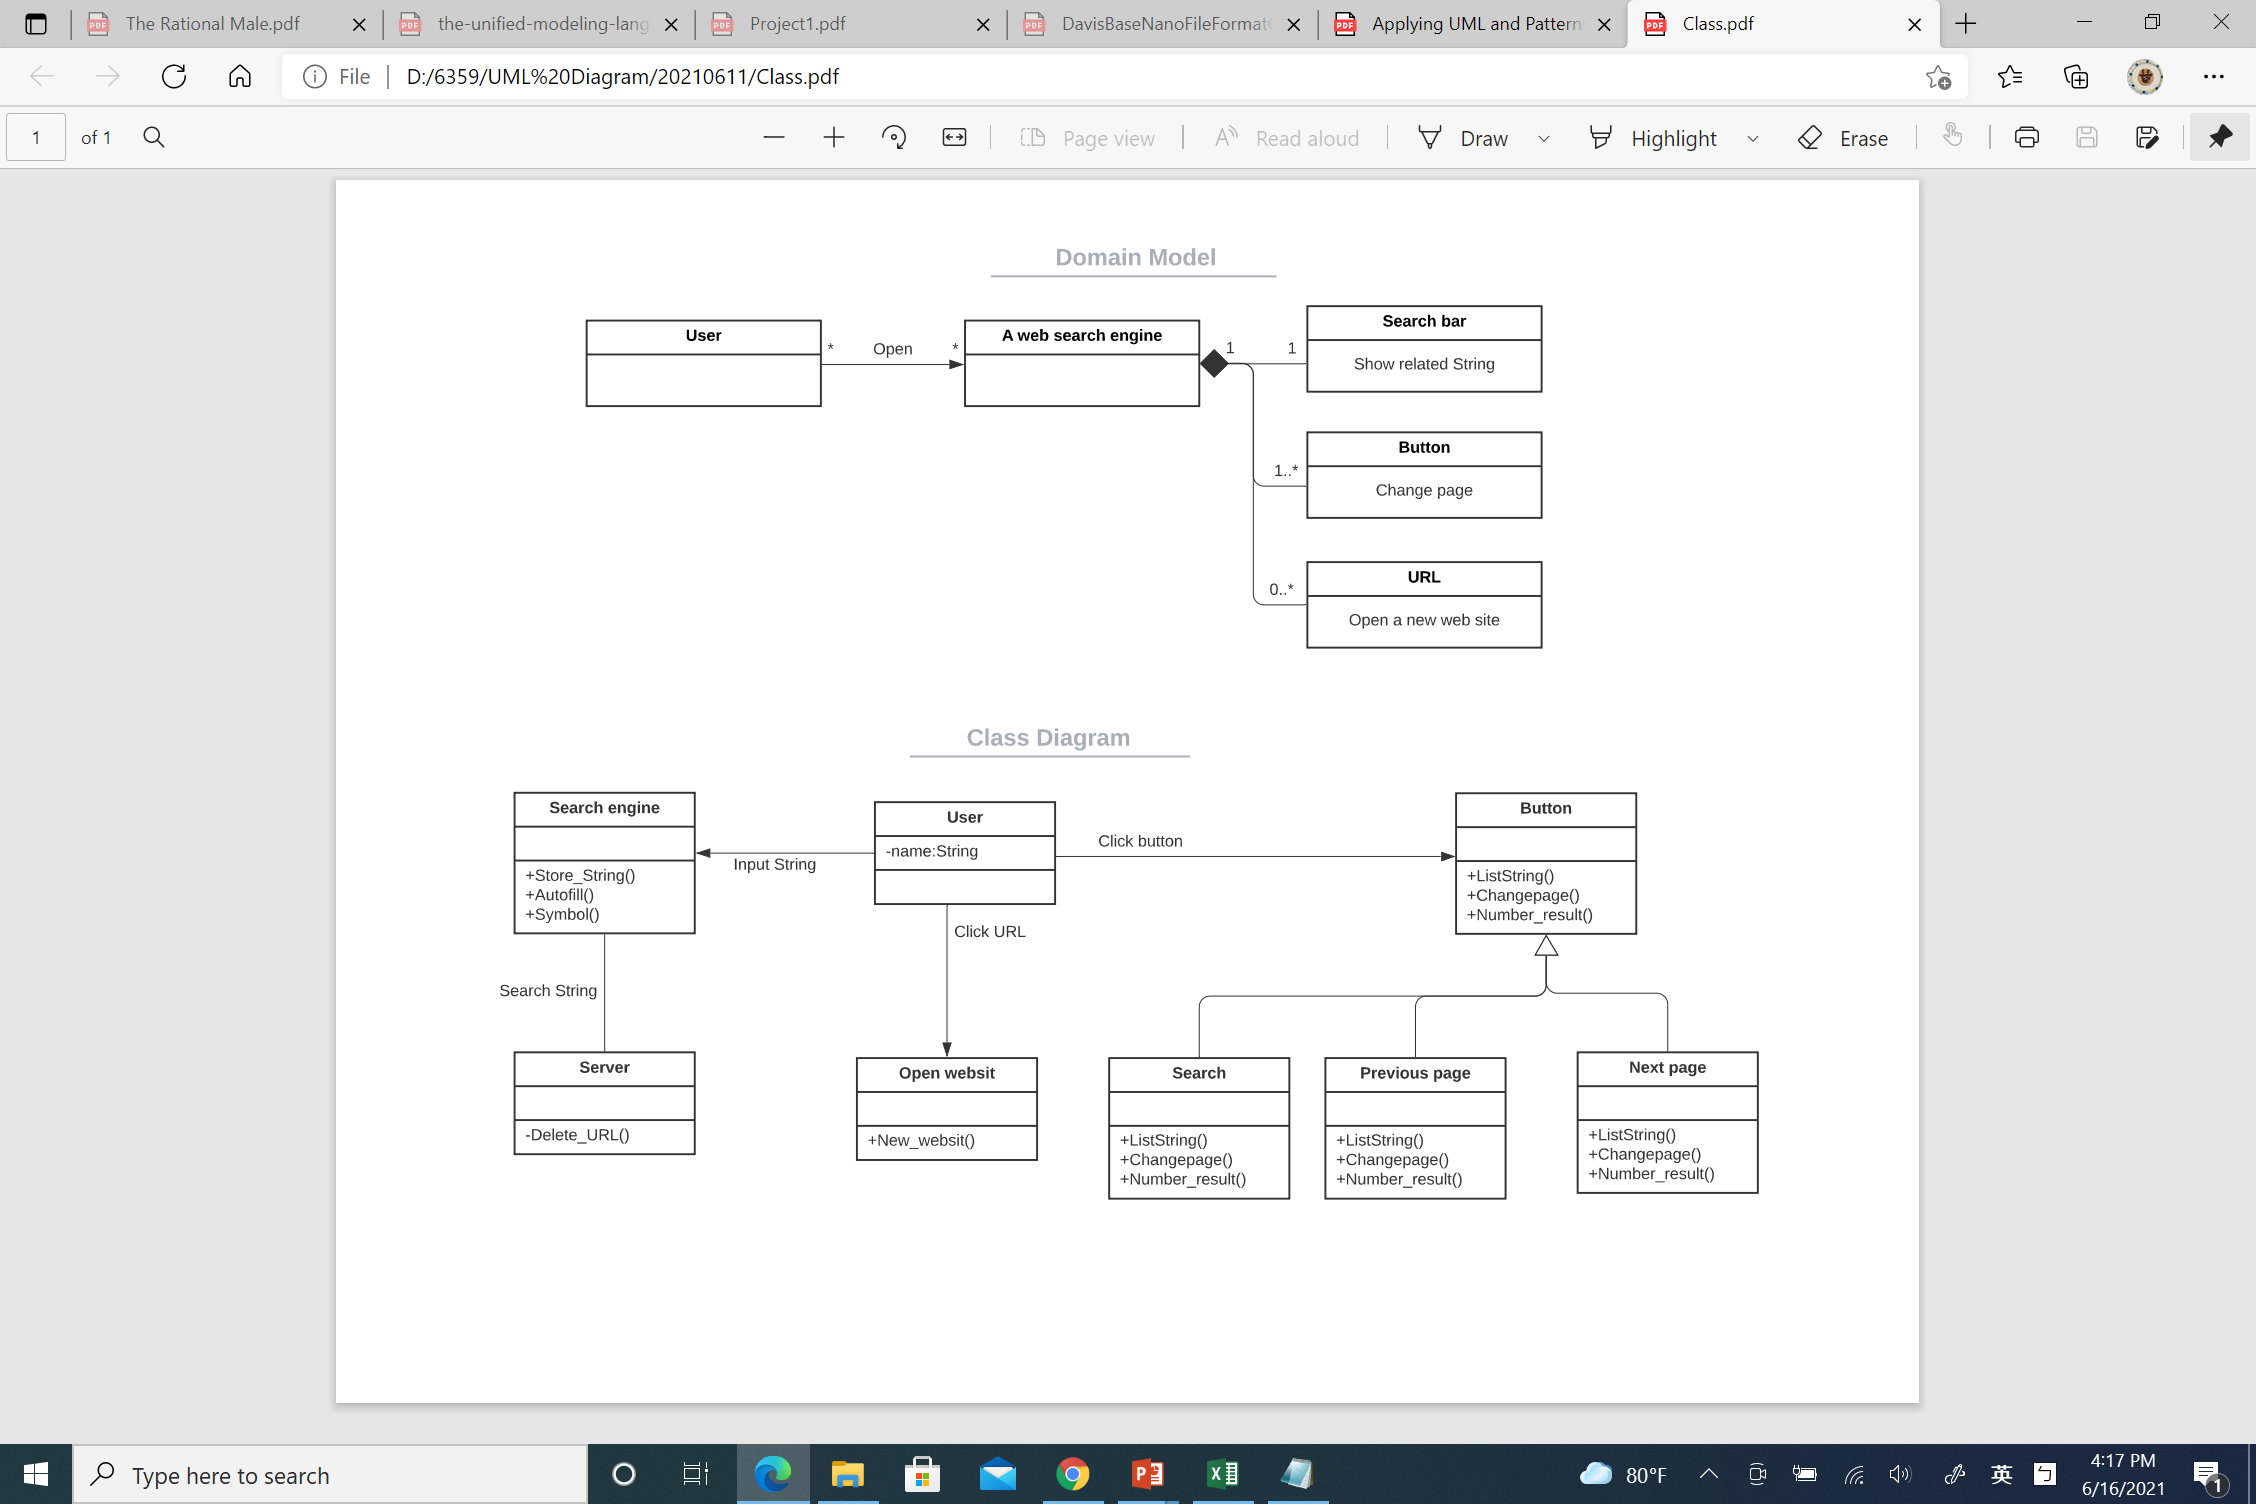 The Rational Male.pdf
the-unified-modeling-lang
Project1.pdf
DavisBaseNanoFileFormat
Applying UML and Pattern
Class.pdf
File
D:/6359/UML%20Diagram/20210611/Class.pdf
1 of 1
Page view
Read aloud
Draw
Highlight
Erase
Domain Model
User
* Open *
A web search engine
1 1
Search bar
Show related String
1..*
Button
Change page
0..*
URL
Open a new web site
Class Diagram
Search engine
+Store_String()
+Autofill()
+Symbol()
Input String
User
-name:String
Click button
Button
+ListString()
+Changepage()
+Number_result()
Click URL
Search String
Server
-Delete_URL()
Open websit
+New_websit()
Search
+ListString()
+Changepage()
+Number_result()
Previous page
+ListString()
+Changepage()
+Number_result()
Next page
+ListString()
+Changepage()
+Number_result()
Type here to search
80°F
英
ㄅ
4:17 PM
6/16/2021
1